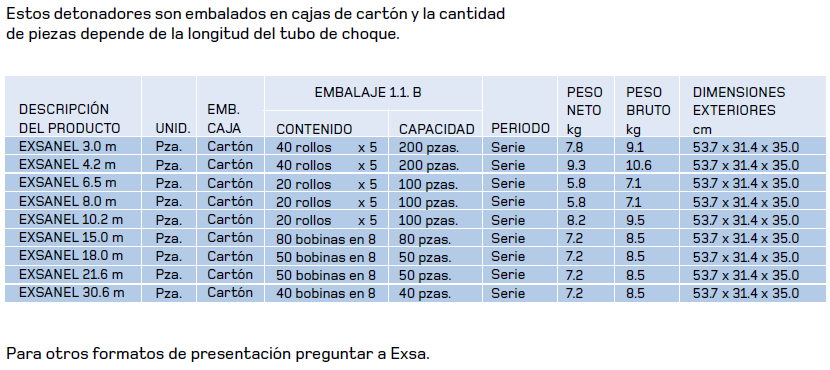 Estos detonadores son embalados en cajas de cartón y la cantidad
de piezas depende de la longitud del tubo de choque.
DESCRIPCIÓN DEL PRODUCTO UNID. EMB. CAJA EMBALAJE 1.1. B CONTENIDO CAPACIDAD PERIODO PESO NETO kg PESO BRUTO kg DIMENSIONES EXTERIORES cm
EXSANEL 3.0 m Pza. Cartón 40 rollos x 5 200 pzas. Serie 7.8 9.1 53.7 x 31.4 x 35.0
EXSANEL 4.2 m Pza. Cartón 40 rollos x 5 200 pzas. Serie 9.3 10.6 53.7 x 31.4 x 35.0
EXSANEL 6.5 m Pza. Cartón 20 rollos x 5 100 pzas. Serie 5.8 7.1 53.7 x 31.4 x 35.0
EXSANEL 8.0 m Pza. Cartón 20 rollos x 5 100 pzas. Serie 5.8 7.1 53.7 x 31.4 x 35.0
EXSANEL 10.2 m Pza. Cartón 20 rollos x 5 100 pzas. Serie 8.2 9.5 53.7 x 31.4 x 35.0
EXSANEL 15.0 m Pza. Cartón 80 bobinas en 8 80 pzas. Serie 7.2 8.5 53.7 x 31.4 x 35.0
EXSANEL 18.0 m Pza. Cartón 50 bobinas en 8 50 pzas. Serie 7.2 8.5 53.7 x 31.4 x 35.0
EXSANEL 21.6 m Pza. Cartón 50 bobinas en 8 50 pzas. Serie 7.2 8.5 53.7 x 31.4 x 35.0
EXSANEL 30.6 m Pza. Cartón 40 bobinas en 8 40 pzas. Serie 7.2 8.5 53.7 x 31.4 x 35.0
Para otros formatos de presentación preguntar a Exsa.